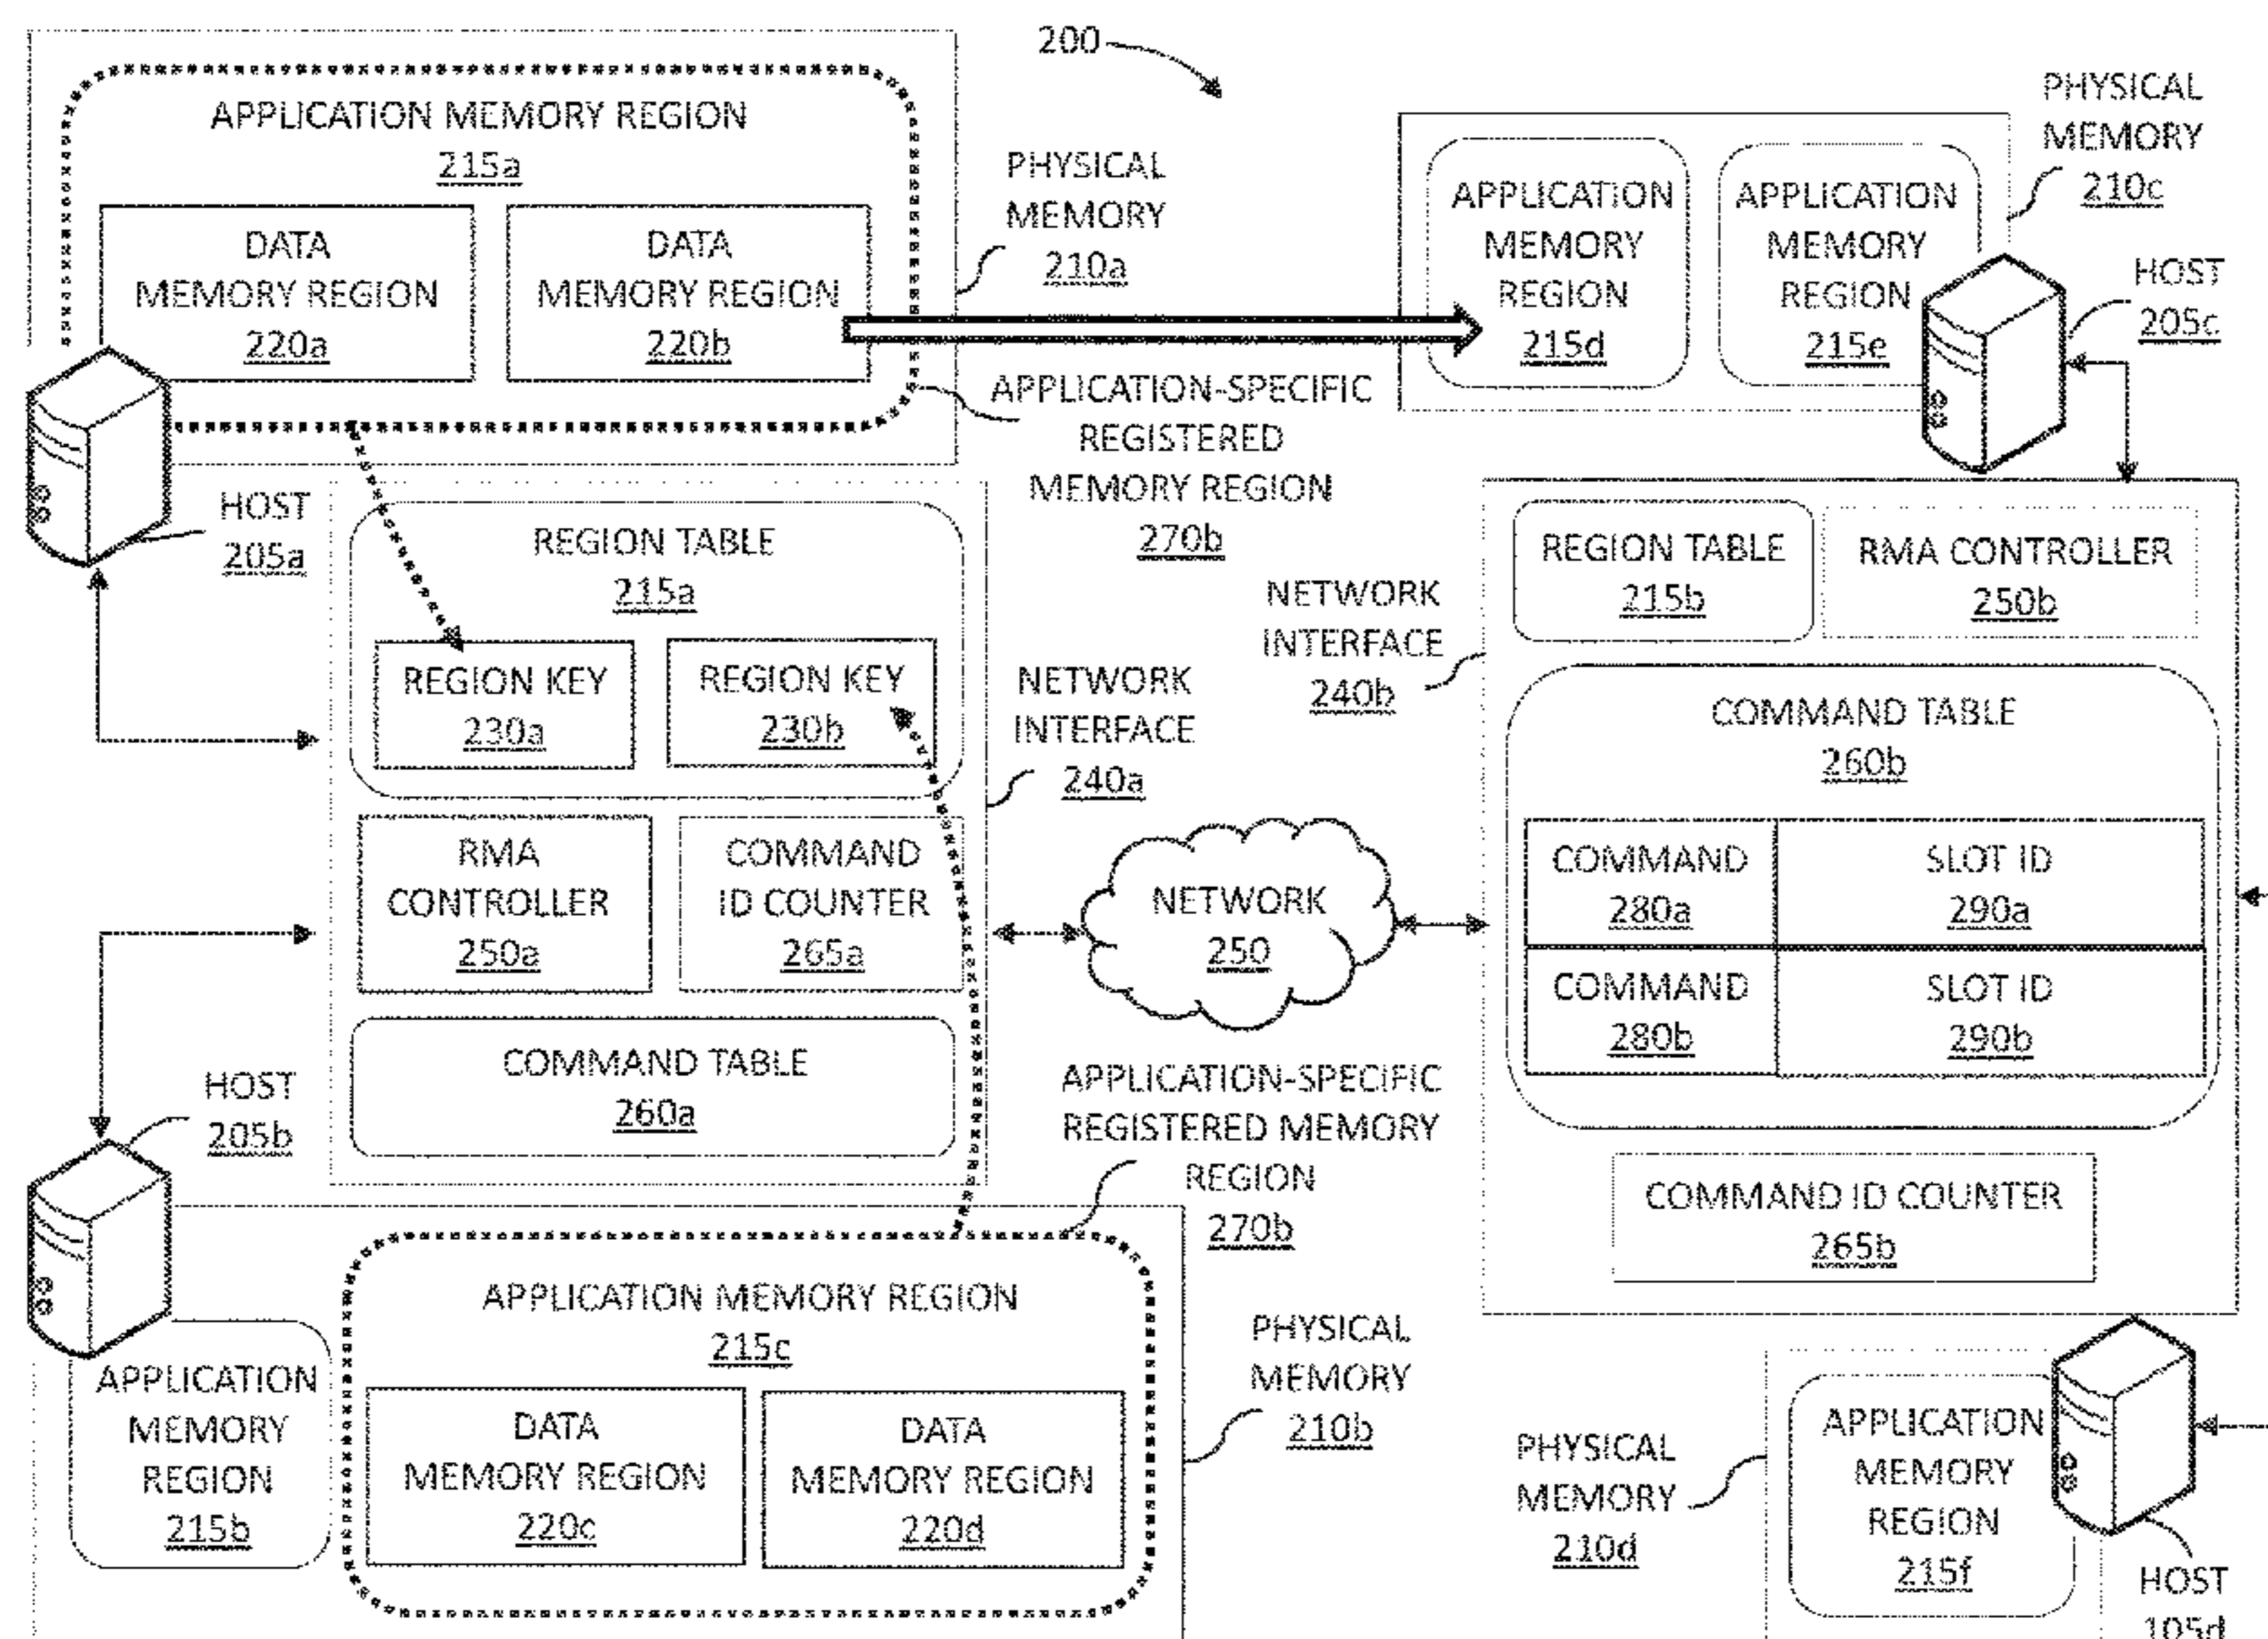 200
APPLICATION MEMORY REGION
215a
DATA
MEMORY REGION
220a
DATA
MEMORY REGION
220b
PHYSICAL
MEMORY
210a
APPLICATION
MEMORY
REGION
215d
APPLICATION
MEMORY
REGION
215e
PHYSICAL
MEMORY
210c
HOST
205c
APPLICATION-SPECIFIC
REGISTERED
MEMORY REGION
270b
HOST
205a
REGION TABLE
215a
REGION KEY
230a
REGION KEY
230b
NETWORK
INTERFACE
240a
RMA
CONTROLLER
250a
COMMAND
ID COUNTER
265a
COMMAND TABLE
260a
NETWORK
250
NETWORK
INTERFACE
240b
REGION TABLE
215b
RMA CONTROLLER
250b
COMMAND TABLE
260b
COMMAND
280a
SLOT ID
290a
COMMAND
280b
SLOT ID
290b
COMMAND ID COUNTER
265b
HOST
205b
APPLICATION-SPECIFIC
REGISTERED MEMORY
REGION
270b
APPLICATION
MEMORY
REGION
215b
APPLICATION MEMORY REGION
215c
DATA
MEMORY REGION
220c
DATA
MEMORY REGION
220d
PHYSICAL
MEMORY
210b
PHYSICAL
MEMORY
210d
APPLICATION
MEMORY
REGION
215f
HOST
105d